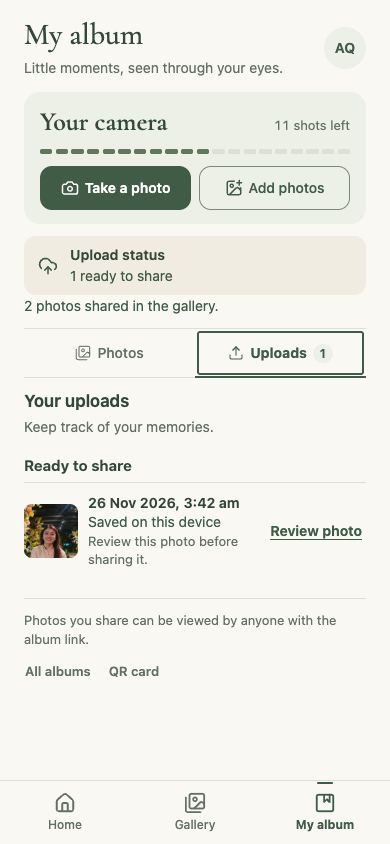 My album
AQ
Little moments, seen through your eyes.
Your camera
11 shots left
Take a photo
Add photos
Upload status
1 ready to share
2 photos shared in the gallery.
Photos
Uploads 1
Your uploads
Keep track of your memories.
Ready to share
26 Nov 2026, 3:42 am
Saved on this device
Review this photo before
sharing it.
Review photo
Photos you share can be viewed by anyone with the
album link.
All albums
QR card
Home
Gallery
My album